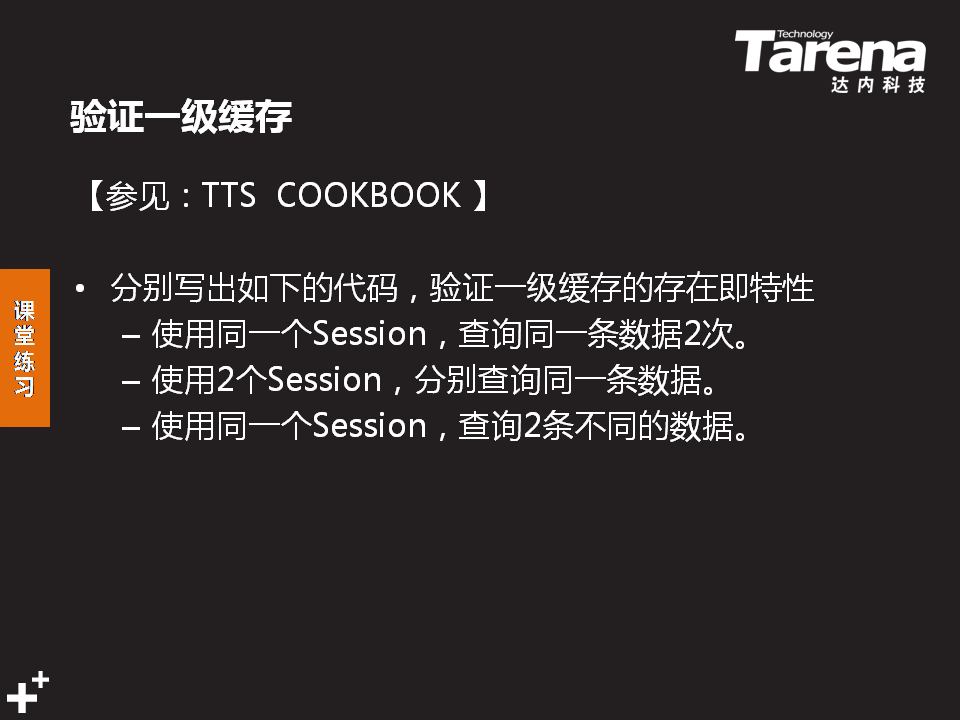 Technology
Tarena
达内科技
验证一级缓存
【参见：TTS COOKBOOK 】
• 分别写出如下的代码，验证一级缓存的存在即特性
– 使用同一个Session，查询同一条数据2次。
– 使用2个Session，分别查询同一条数据。
– 使用同一个Session，查询2条不同的数据。
课堂练习